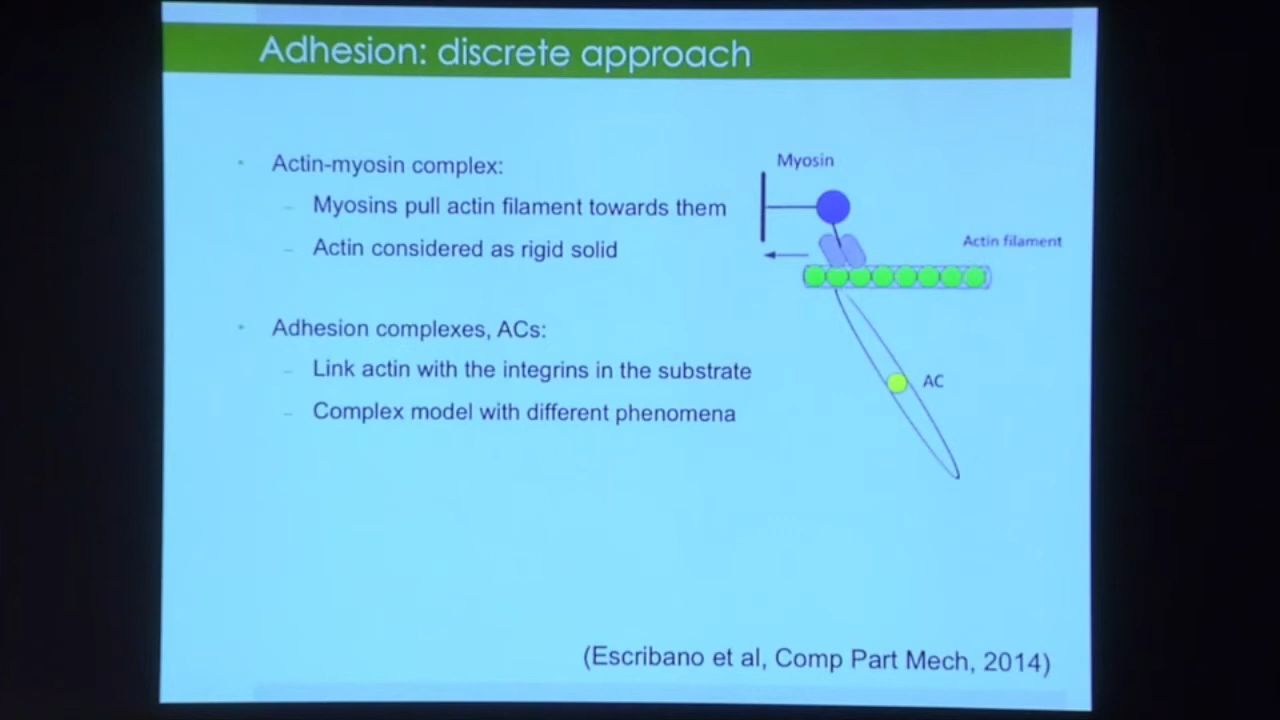 Adhesion: discrete approach
Actin-myosin complex:
Myosins pull actin filament towards them
Actin considered as rigid solid
Adhesion complexes, ACs:
Link actin with the integrins in the substrate
Complex model with different phenomena
Myosin
Actin filament
AC
(Escribano et al, Comp Part Mech, 2014)